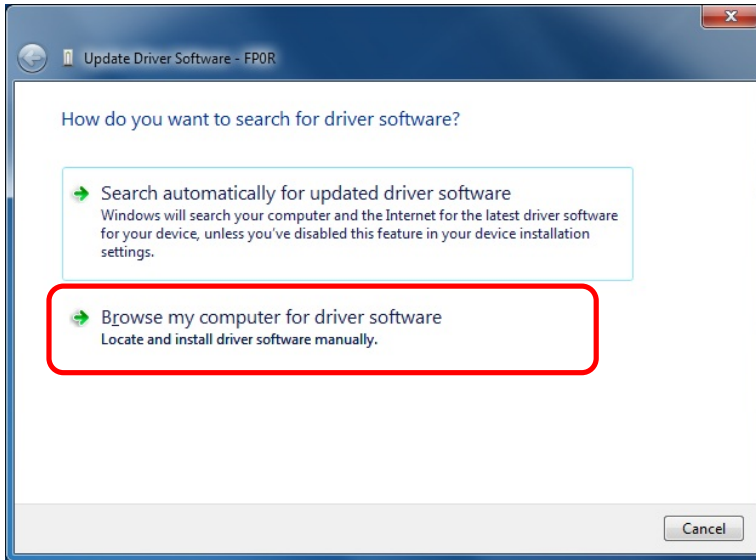 Update Driver Software - FP0R
How do you want to search for driver software?
Search automatically for updated driver software
Windows will search your computer and the Internet for the latest driver software
for your device, unless you've disabled this feature in your device installation
settings.
Browse my computer for driver software
Locate and install driver software manually.
Cancel